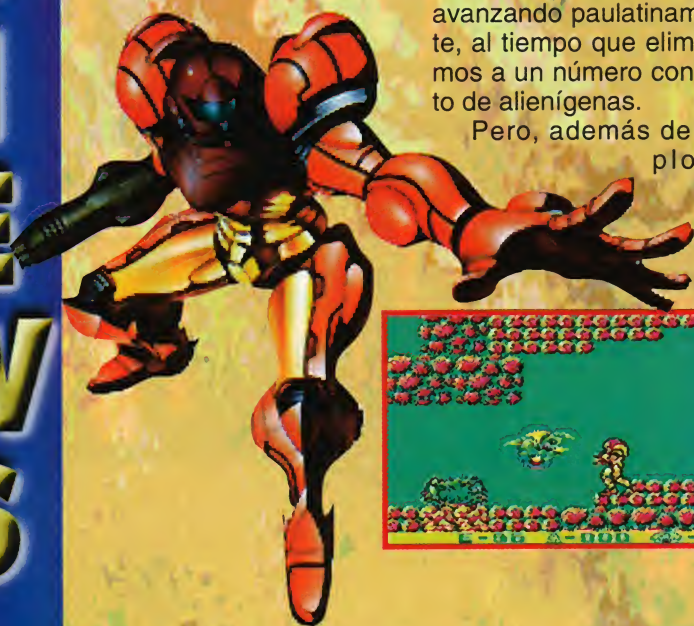 avanzando paulatinam
te, al tiempo que elim
mos a un número con
to de alienígenas.
Pero, además de
plo